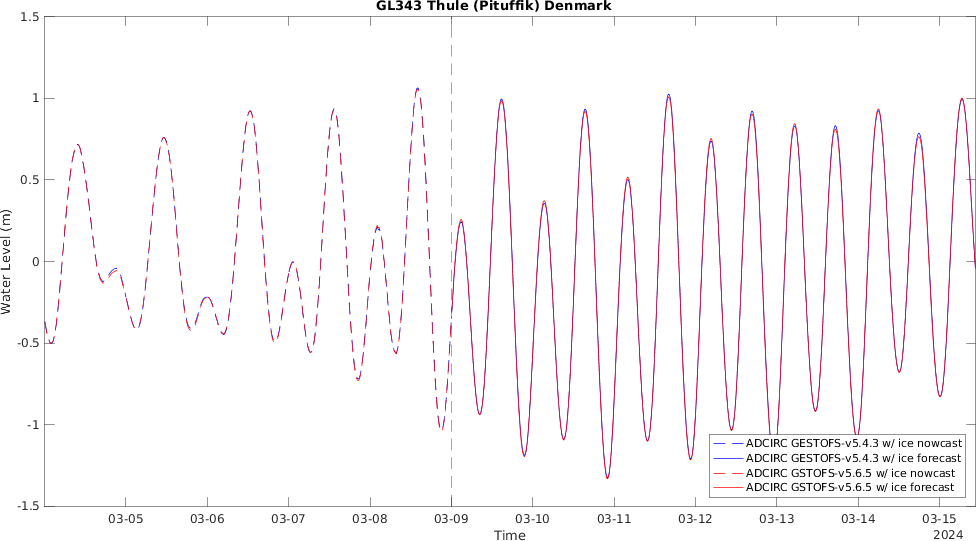 GL343 Thule (Pituffik) Denmark
1.5
1
0.5
0
-0.5
-1
-1.5
Water Level (m)
ADCIRC GESTOFS-v5.4.3 w/ ice nowcast
ADCIRC GESTOFS-v5.4.3 w/ ice forecast
ADCIRC GSTOFS-v5.6.5 w/ ice nowcast
ADCIRC GSTOFS-v5.6.5 w/ ice forecast
03-05 03-06 03-07 03-08 03-09 03-10 03-11 03-12 03-13 03-14 03-15
Time
2024